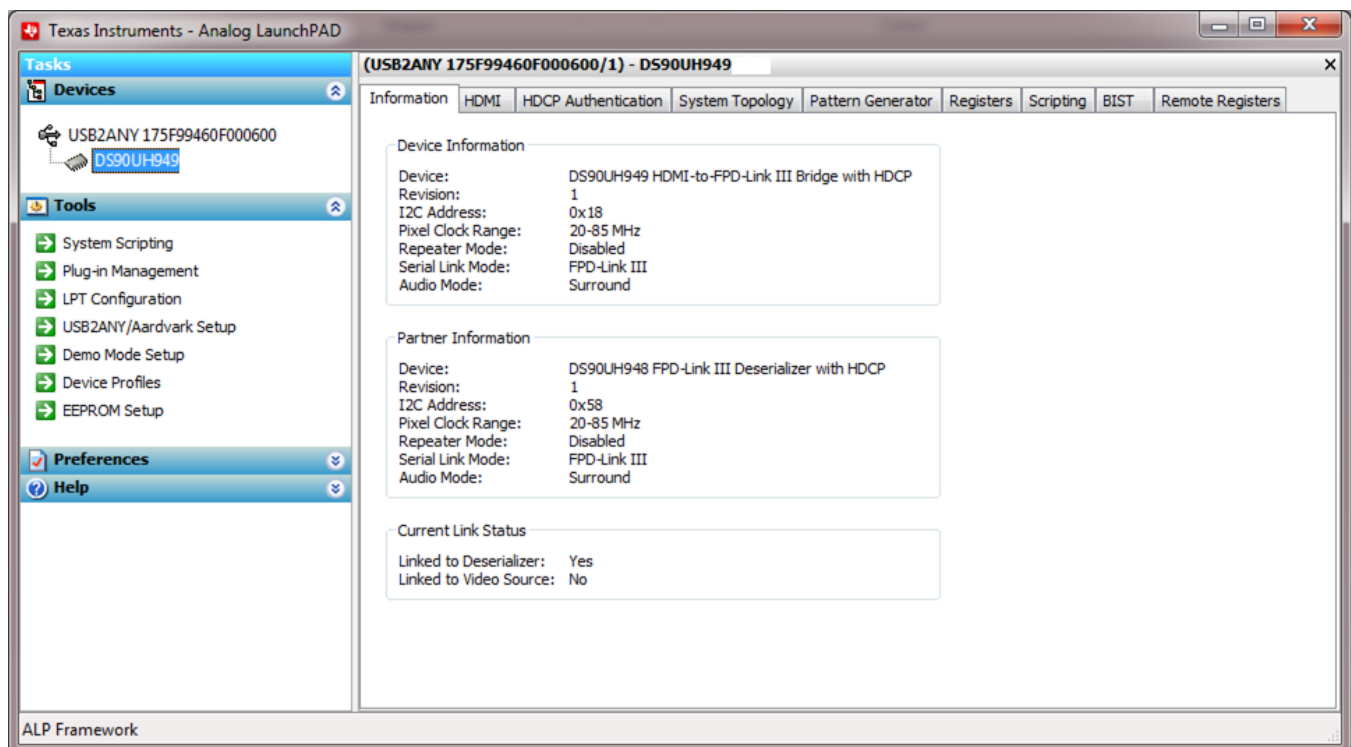 Texas Instruments - Analog LaunchPAD
Tasks
Devices
USB2ANY 175F99460F000600
DS90UH949
Tools
System Scripting
Plug-in Management
LPT Configuration
USB2ANY/Aardvark Setup
Demo Mode Setup
Device Profiles
EEPROM Setup
Preferences
Help
(USB2ANY 175F99460F000600/1) - DS90UH949
Information HDMI HDCP Authentication System Topology Pattern Generator Registers Scripting BIST Remote Registers
Device Information
Device: DS90UH949 HDMI-to-FPD-Link III Bridge with HDCP
Revision: 1
I2C Address: 0x18
Pixel Clock Range: 20-85 MHz
Repeater Mode: Disabled
Serial Link Mode: FPD-Link III
Audio Mode: Surround
Partner Information
Device: DS90UH948 FPD-Link III Deserializer with HDCP
Revision: 1
I2C Address: 0x58
Pixel Clock Range: 20-85 MHz
Repeater Mode: Disabled
Serial Link Mode: FPD-Link III
Audio Mode: Surround
Current Link Status
Linked to Deserializer: Yes
Linked to Video Source: No
ALP Framework